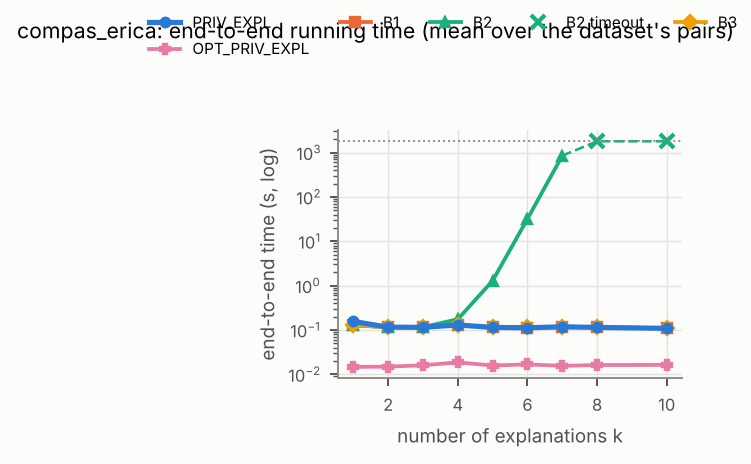 PRIV_EXPL B1 B2 B2 timeout B3
compas_erica: end-to-end running time (mean over the dataset's pairs)
OPT_PRIV_EXPL
end-to-end time (s, log)
10³
10²
10¹
10⁰
10⁻¹
10⁻²
2 4 6 8 10
number of explanations k